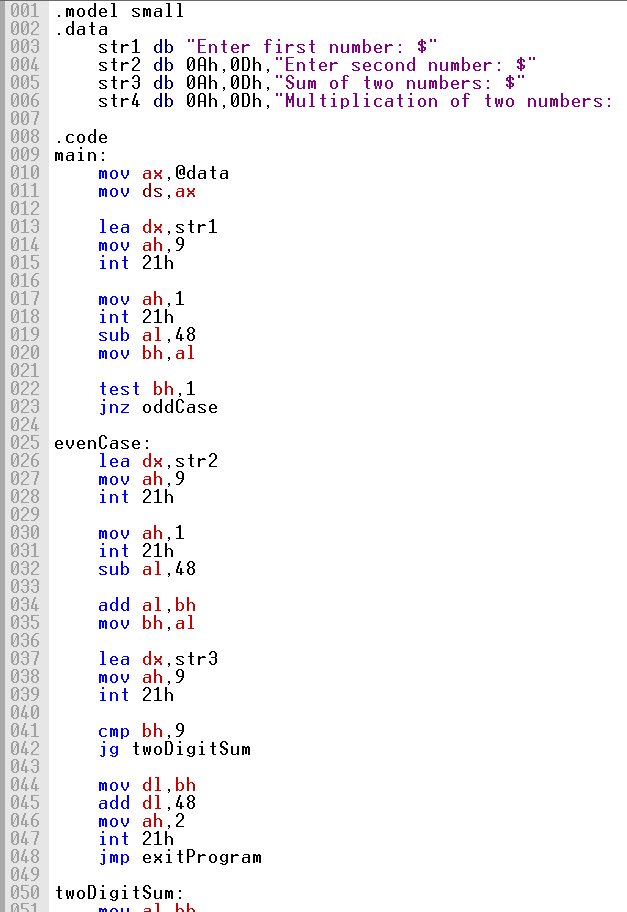 001 .model small
002 .data
003     str1 db "Enter first number: $"
004     str2 db 0Ah,0Dh,"Enter second number: $"
005     str3 db 0Ah,0Dh,"Sum of two numbers: $"
006     str4 db 0Ah,0Dh,"Multiplication of two numbers:
007
008 .code
009 main:
010     mov ax,@data
011     mov ds,ax
012
013     lea dx,str1
014     mov ah,9
015     int 21h
016
017     mov ah,1
018     int 21h
019     sub al,48
020     mov bh,al
021
022     test bh,1
023     jnz oddCase
024
025 evenCase:
026     lea dx,str2
027     mov ah,9
028     int 21h
029
030     mov ah,1
031     int 21h
032     sub al,48
033
034     add al,bh
035     mov bh,al
036
037     lea dx,str3
038     mov ah,9
039     int 21h
040
041     cmp bh,9
042     jg twoDigitSum
043
044     mov dl,bh
045     add dl,48
046     mov ah,2
047     int 21h
048     jmp exitProgram
049
050 twoDigitSum:
051     mov al,bh